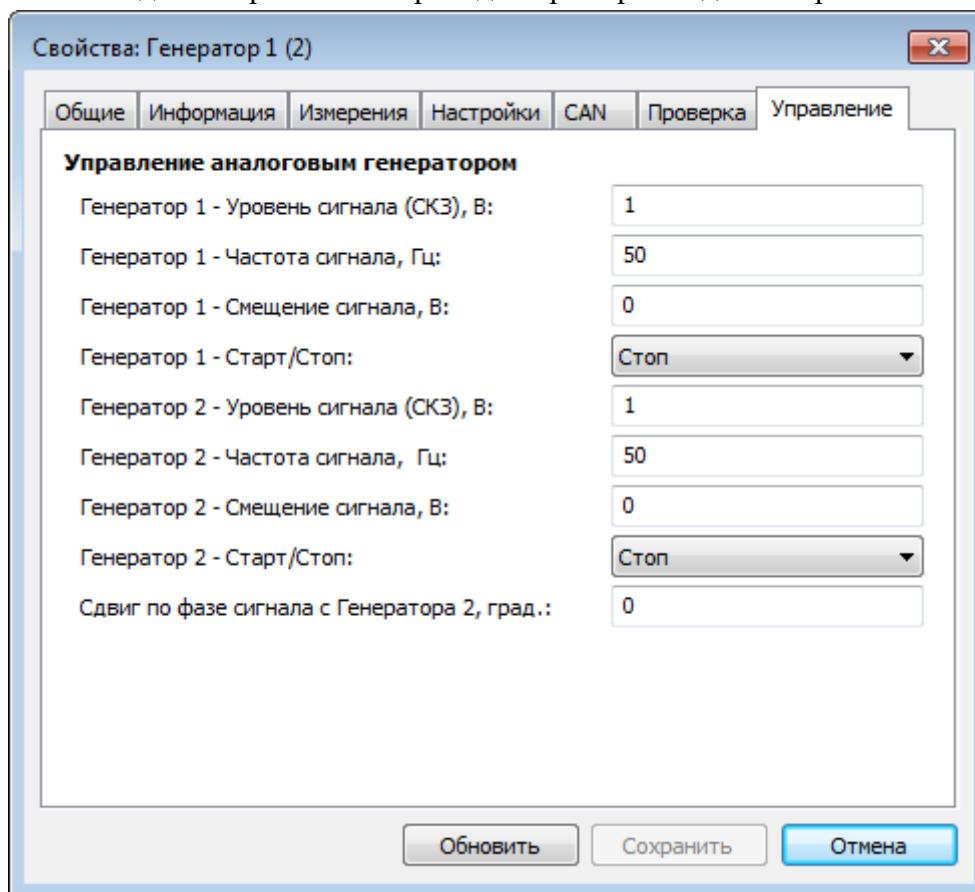 Свойства: Генератор 1 (2)
Общие Информация Измерения Настройки CAN Проверка Управление
Управление аналоговым генератором
Генератор 1 - Уровень сигнала (СКЗ), В: 1
Генератор 1 - Частота сигнала, Гц: 50
Генератор 1 - Смещение сигнала, В: 0
Генератор 1 - Старт/Стоп: Стоп
Генератор 2 - Уровень сигнала (СКЗ), В: 1
Генератор 2 - Частота сигнала, Гц: 50
Генератор 2 - Смещение сигнала, В: 0
Генератор 2 - Старт/Стоп: Стоп
Сдвиг по фазе сигнала с Генератора 2, град.: 0
Обновить Сохранить Отмена